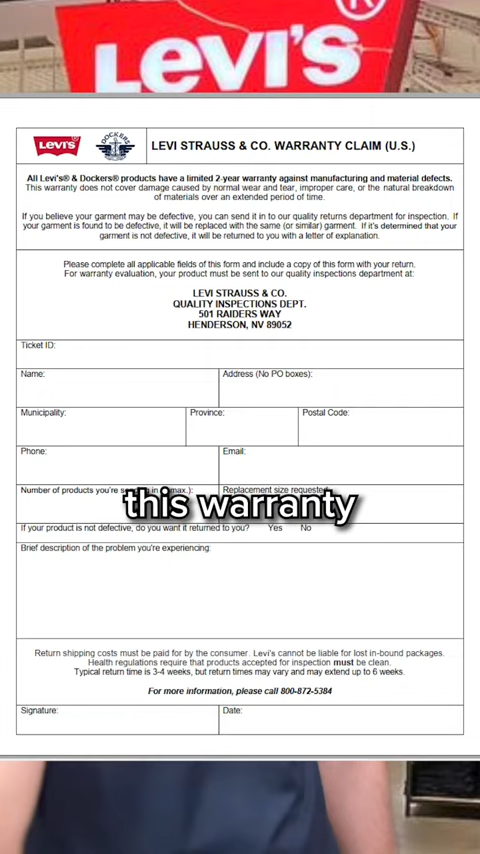 LEVI'S
®
LEVI'S
DOCKERS
LEVI STRAUSS & CO. WARRANTY CLAIM (U.S.)
All Levi's® & Dockers® products have a limited 2-year warranty against manufacturing and material defects.
This warranty does not cover damage caused by normal wear and tear, improper care, or the natural breakdown
of materials over an extended period of time.
If you believe your garment may be defective, you can send it in to our quality returns department for inspection. If
your garment is found to be defective, it will be replaced with the same (or similar) garment. If it's determined that your
garment is not defective, it will be returned to you with a letter of explanation.
Please complete all applicable fields of this form and include a copy of this form with your return.
For warranty evaluation, your product must be sent to our quality inspections department at:
LEVI STRAUSS & CO.
QUALITY INSPECTIONS DEPT.
501 RAIDERS WAY
HENDERSON, NV 89052
Ticket ID:
Name:
Address (No PO boxes):
Municipality:
Province:
Postal Code:
Phone:
Email:
Number of products you're in max.):
Replacement size requested
this warranty
If your product is not defective, do you want it returned to you? Yes No
Brief description of the problem you're experiencing:
Return shipping costs must be paid for by the consumer. Levi's cannot be liable for lost in-bound packages.
Health regulations require that products accepted for inspection must be clean.
Typical return time is 3-4 weeks, but return times may vary and may extend up to 6 weeks.
For more information, please call 800-872-5384
Signature:
Date: